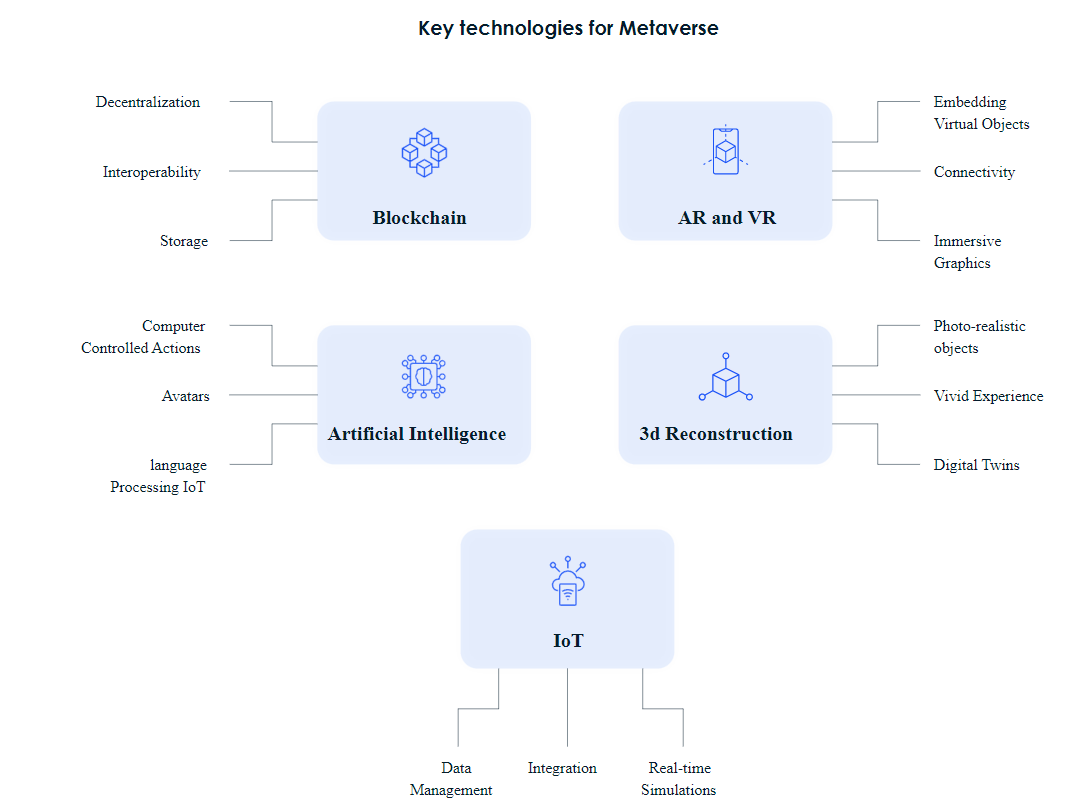 Key technologies for Metaverse
Decentralization
Interoperability
Storage
Blockchain
AR and VR
Embedding
Virtual Objects
Connectivity
Immersive
Graphics
Computer
Controlled Actions
Avatars
language
Processing IoT
Artificial Intelligence
3d Reconstruction
Photo-realistic
objects
Vivid Experience
Digital Twins
IoT
Data
Management
Integration
Real-time
Simulations